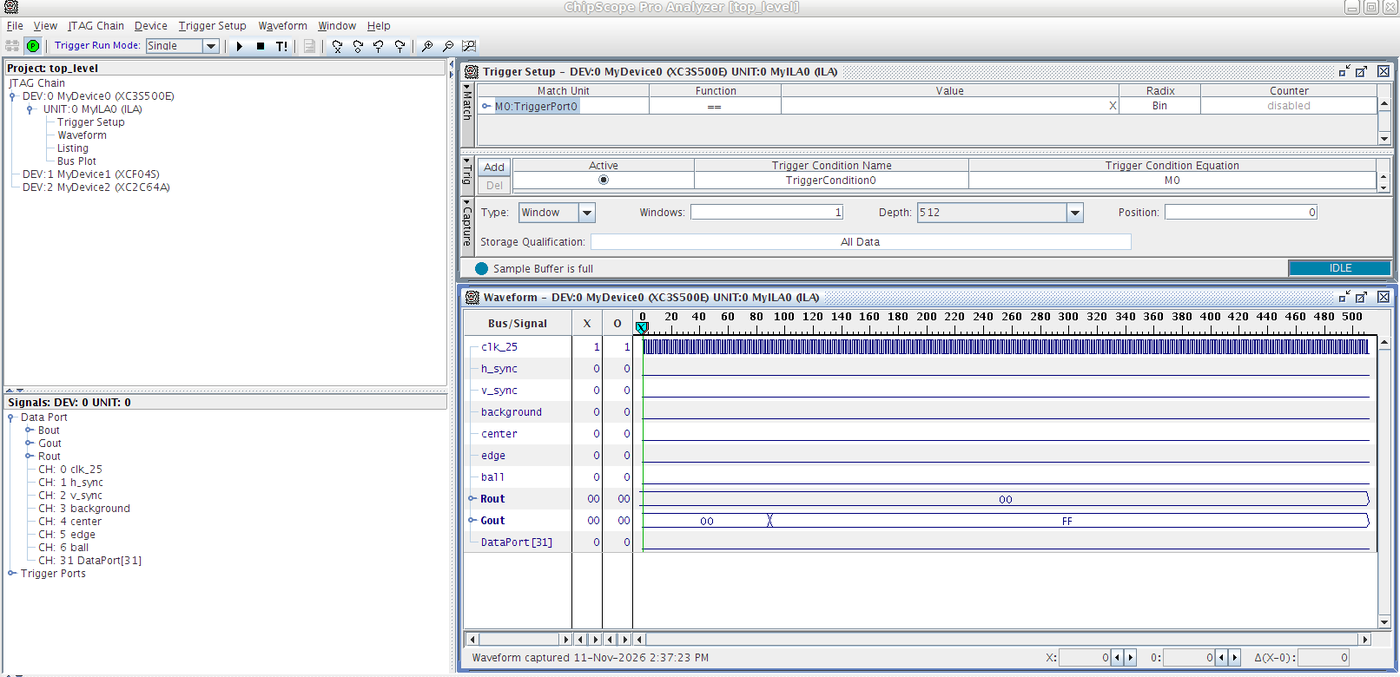 ChipScope Pro Analyzer [top_level]
File View JTAG Chain Device Trigger Setup Waveform Window Help
Trigger Run Mode: Single T!
Project: top_level
JTAG Chain
DEV:0 MyDevice0 (XC3S500E)
UNIT:0 MyILA0 (ILA)
Trigger Setup
Waveform
Listing
Bus Plot
DEV:1 MyDevice1 (XCF04S)
DEV:2 MyDevice2 (XC2C64A)
Signals: DEV: 0 UNIT: 0
Data Port
Bout
Gout
Rout
CH: 0 clk_25
CH: 1 h_sync
CH: 2 v_sync
CH: 3 background
CH: 4 center
CH: 5 edge
CH: 6 ball
CH: 31 DataPort[31]
Trigger Ports
Trigger Setup - DEV:0 MyDevice0 (XC3S500E) UNIT:0 MyILA0 (ILA)
Match
Match Unit Function Value Radix Counter
M0:TriggerPort0 == X Bin disabled
Trig
Add Active Trigger Condition Name Trigger Condition Equation
Del TriggerCondition0 M0
Capture
Type: Window Windows: 1 Depth: 512 Position: 0
Storage Qualification: All Data
Sample Buffer is full IDLE
Waveform - DEV:0 MyDevice0 (XC3S500E) UNIT:0 MyILA0 (ILA)
Bus/Signal X O 0 20 40 60 80 100 120 140 160 180 200 220 240 260 280 300 320 340 360 380 400 420 440 460 480 500
X
clk_25 1 1
h_sync 0 0
v_sync 0 0
background 0 0
center 0 0
edge 0 0
ball 0 0
Rout 00 00 00
Gout 00 00 00 FF
DataPort[31] 0 0
Waveform captured 11-Nov-2026 2:37:23 PM X: 0 O: 0 Δ(X-O): 0